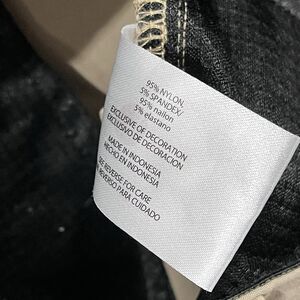 95% NYLON
5% SPANDEX/
95% nailon
5% elastano
EXCLUSIVE OF DECORATION
EXCLUSIVO DE DECORACION
MADE IN INDONESIA
HECHO EN INDONESIA
SEE REVERSE FOR CARE
REVERSO PARA CUIDADO